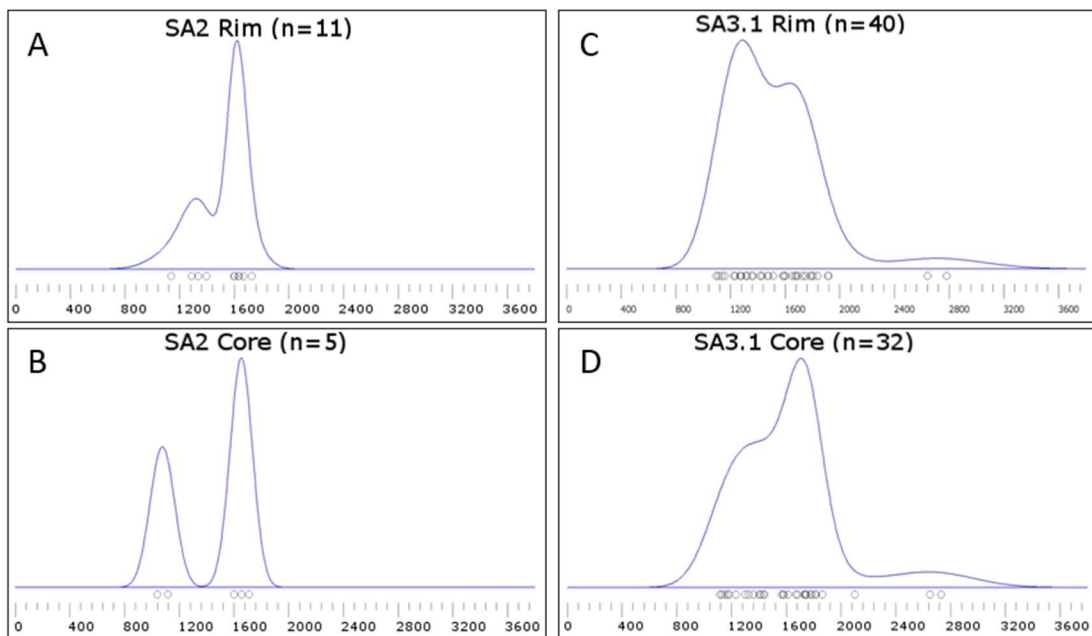 A
SA2 Rim (n=11)
400 800 1200 1600 2000 2400 2800 3200 3600
C
SA3.1 Rim (n=40)
400 800 1200 1600 2000 2400 2800 3200 3600
0
B
SA2 Core (n=5)
0 400 800 1200 1600 2000 2400 2800 3200 3600
D
SA3.1 Core (n=32)
0 400 800 1200 1600 2000 2400 2800 3200 3600